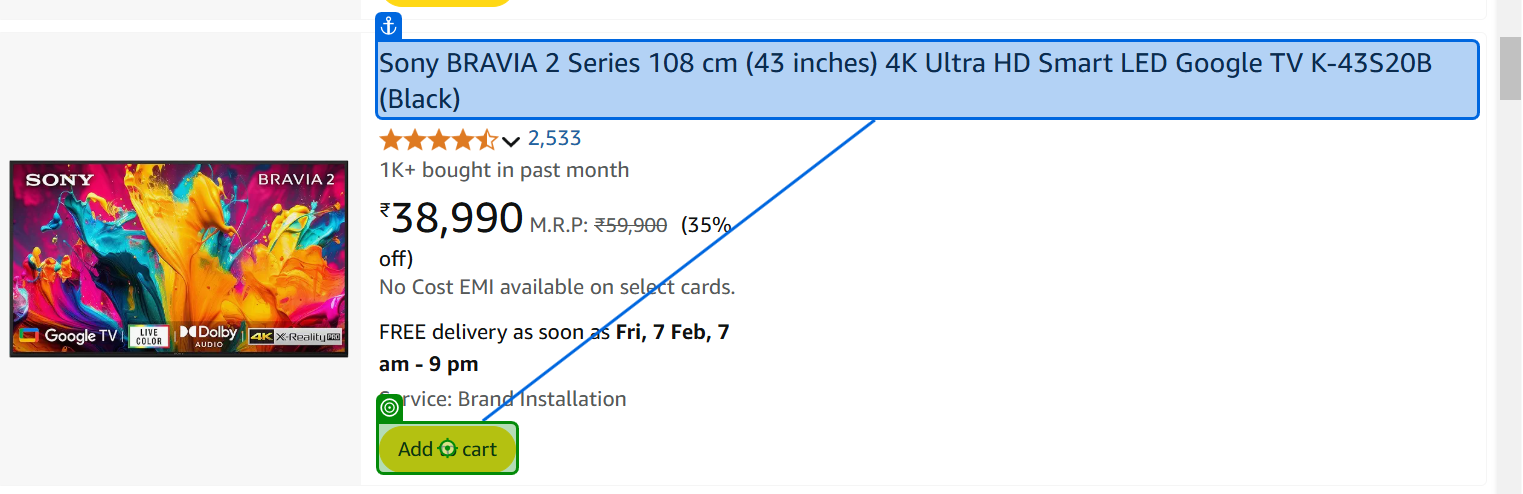 Sony BRAVIA 2 Series 108 cm (43 inches) 4K Ultra HD Smart LED Google TV K-43S20B
(Black)
2,533
1K+ bought in past month
₹38,990 M.R.P: ₹59,900 (35%
off)
No Cost EMI available on select cards.
FREE delivery as soon as Fri, 7 Feb, 7
am - 9 pm
Service: Brand Installation
Add to cart
SONY BRAVIA 2
Google TV LIVE COLOR Dolby AUDIO 4K X-Reality PRO